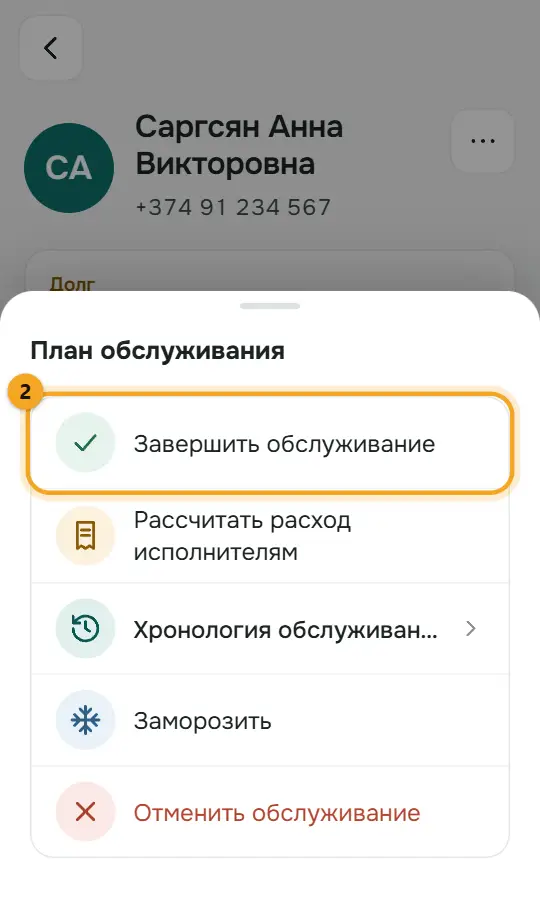 Саргсян Анна
Викторовна
СА
+374 91 234 567
Долг
План обслуживания
2
Завершить обслуживание
Рассчитать расход
исполнителям
Хронология обслуживан...
Заморозить
Отменить обслуживание